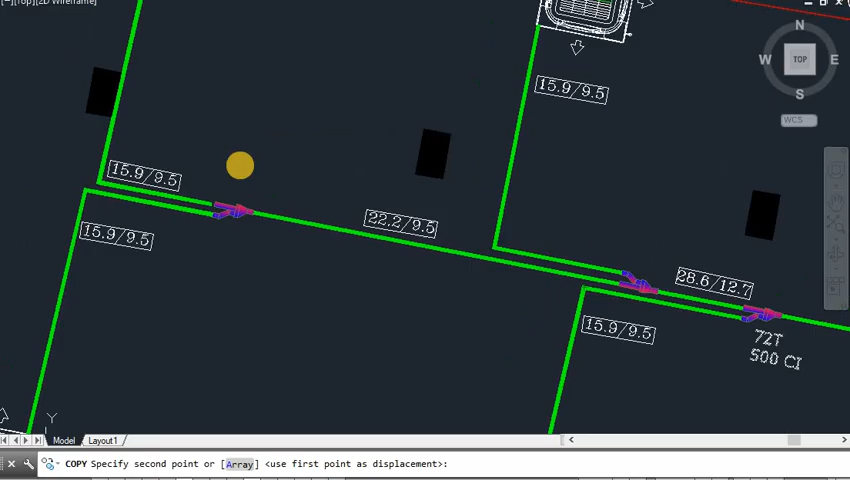 [−][Top][2D Wireframe]
N
W
TOP
E
S
WCS
15.9/9.5
15.9/9.5
22.2/9.5
15.9/9.5
28.6/12.7
15.9/9.5
72T
500 CI
Y
Model
Layout1
COPY Specify second point or [Array] <use first point as displacement>: